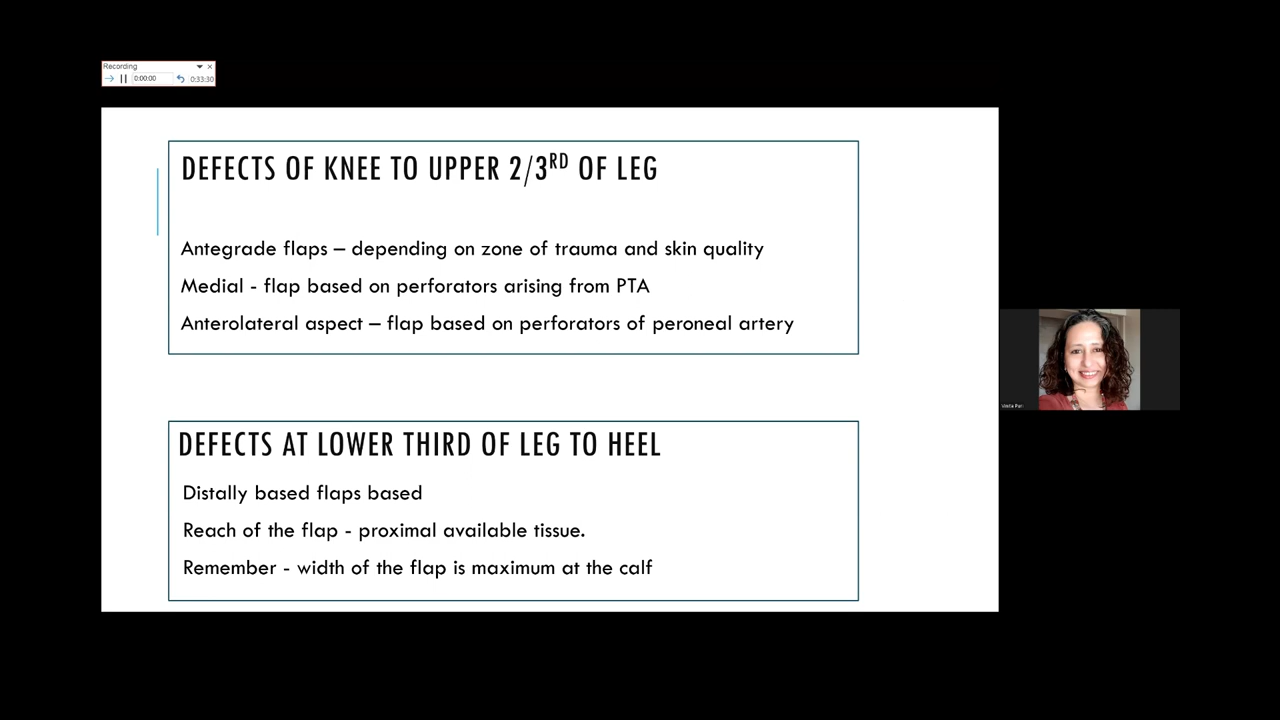 Recording
0:00:00 0:33:30
DEFECTS OF KNEE TO UPPER 2/3RD OF LEG
Antegrade flaps – depending on zone of trauma and skin quality
Medial - flap based on perforators arising from PTA
Anterolateral aspect – flap based on perforators of peroneal artery
DEFECTS AT LOWER THIRD OF LEG TO HEEL
Distally based flaps based
Reach of the flap - proximal available tissue.
Remember - width of the flap is maximum at the calf